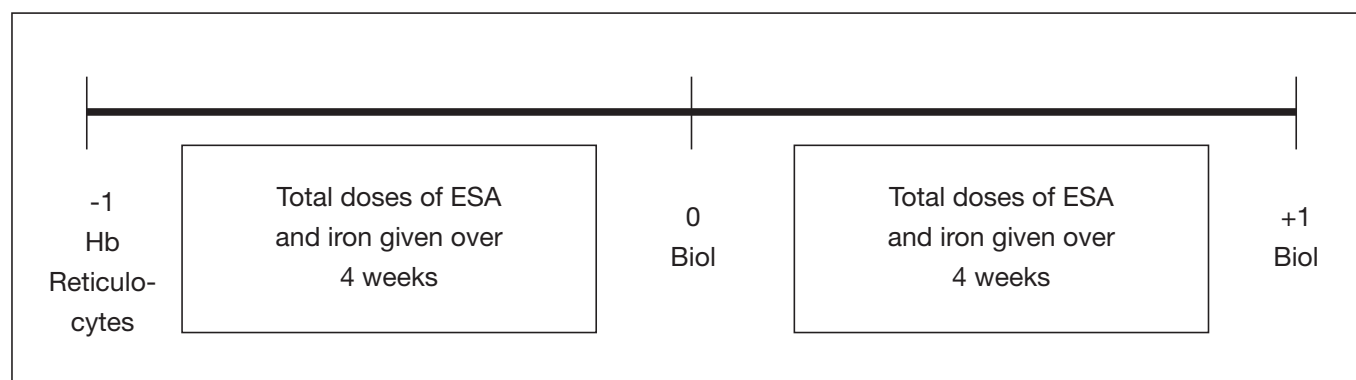 -1
Hb
Reticulo-
cytes
Total doses of ESA
and iron given over
4 weeks
0
Biol
Total doses of ESA
and iron given over
4 weeks
+1
Biol